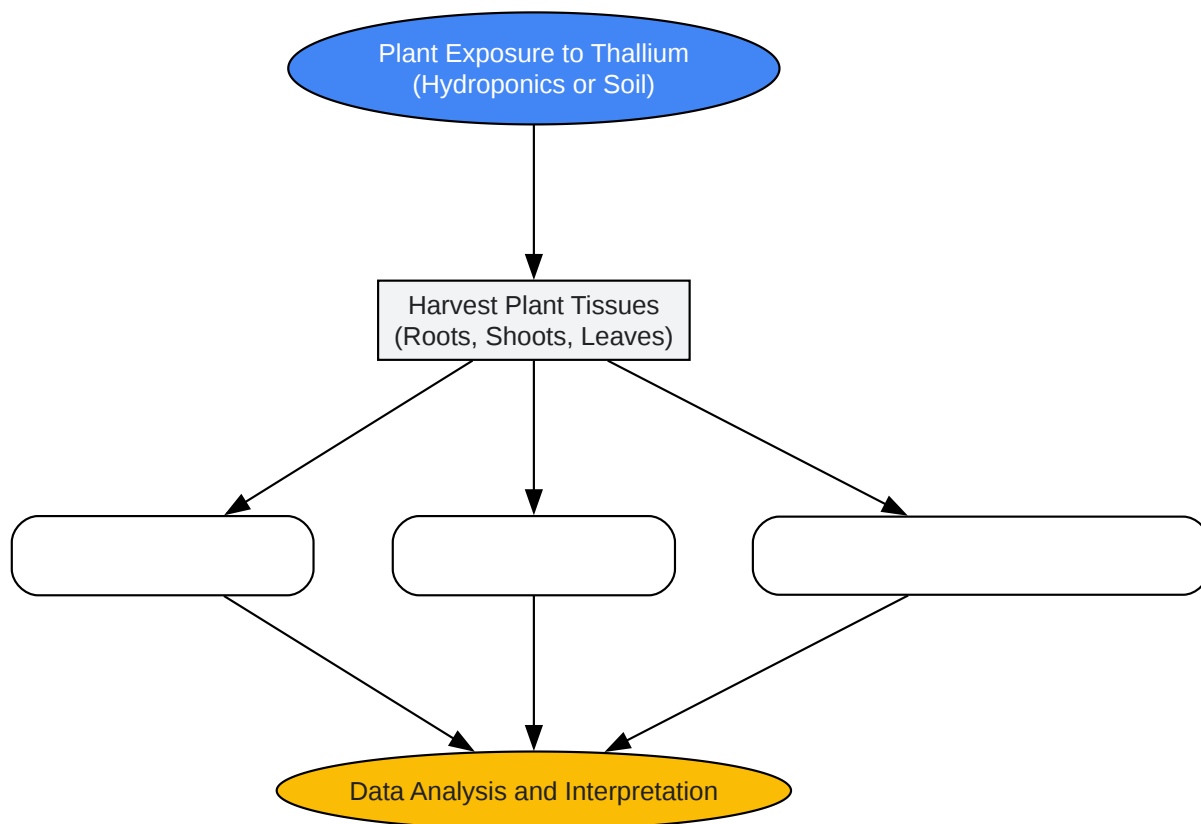 Plant Exposure to Thallium
(Hydroponics or Soil)
Harvest Plant Tissues
(Roots, Shoots, Leaves)
Data Analysis and Interpretation